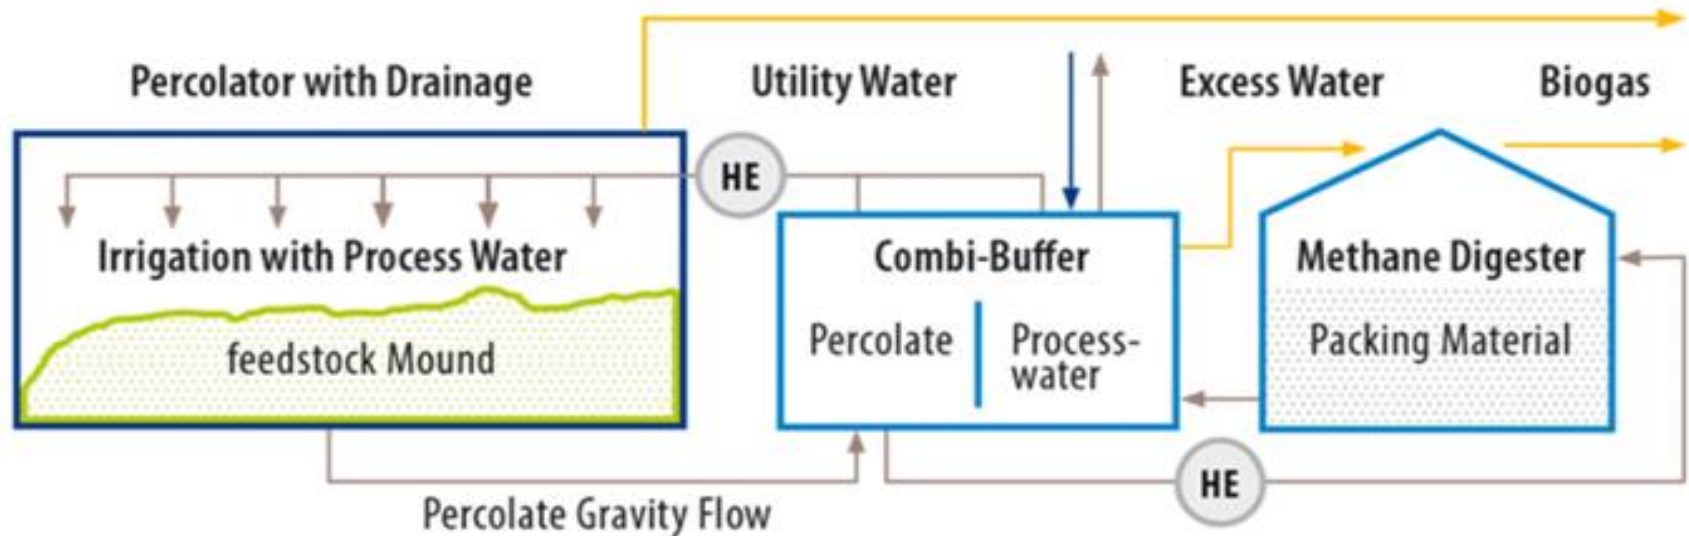 Percolator with Drainage
Utility Water
Excess Water
Biogas
HE
Irrigation with Process Water
feedstock Mound
Combi-Buffer
Percolate
Process-
water
Methane Digester
Packing Material
HE
Percolate Gravity Flow